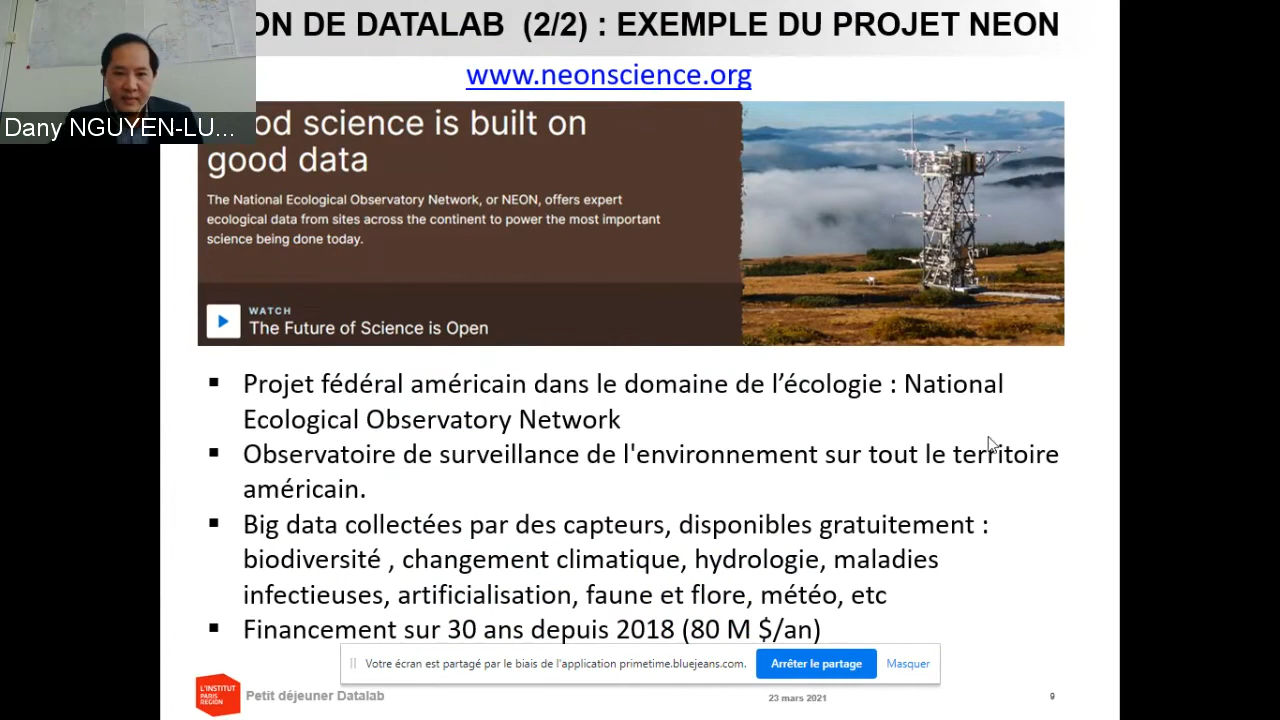 ON DE DATALAB (2/2) : EXEMPLE DU PROJET NEON
www.neonscience.org
Dany NGUYEN-LU...
od science is built on
good data
The National Ecological Observatory Network, or NEON, offers expert
ecological data from sites across the continent to power the most important
science being done today.
WATCH
The Future of Science is Open
▪ Projet fédéral américain dans le domaine de l’écologie : National
Ecological Observatory Network
▪ Observatoire de surveillance de l'environnement sur tout le territoire
américain.
▪ Big data collectées par des capteurs, disponibles gratuitement :
biodiversité , changement climatique, hydrologie, maladies
infectieuses, artificialisation, faune et flore, météo, etc
▪ Financement sur 30 ans depuis 2018 (80 M $/an)
Votre écran est partagé par le biais de l'application primetime.bluejeans.com.
Arrêter le partage
Masquer
L'INSTITUT
PARIS
REGION
Petit déjeuner Datalab
23 mars 2021
9